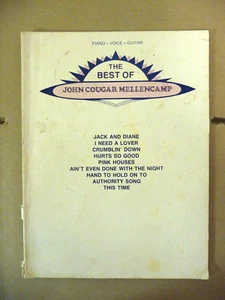 PIANO • VOICE • GUITAR
THE
BEST OF
JOHN COUGAR MELLENCAMP
JACK AND DIANE
I NEED A LOVER
CRUMBLIN' DOWN
HURTS SO GOOD
PINK HOUSES
AIN'T EVEN DONE WITH THE NIGHT
HAND TO HOLD ON TO
AUTHORITY SONG
THIS TIME